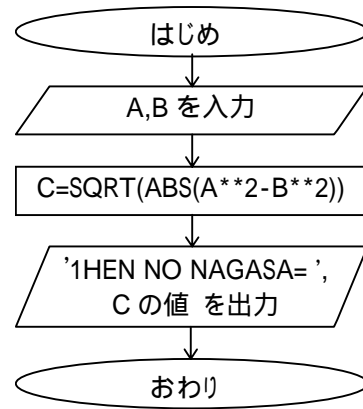 はじめ
A,B を入力
C=SQRT(ABS(A**2-B**2))
'1HEN NO NAGASA= ',
C の値 を出力
おわり